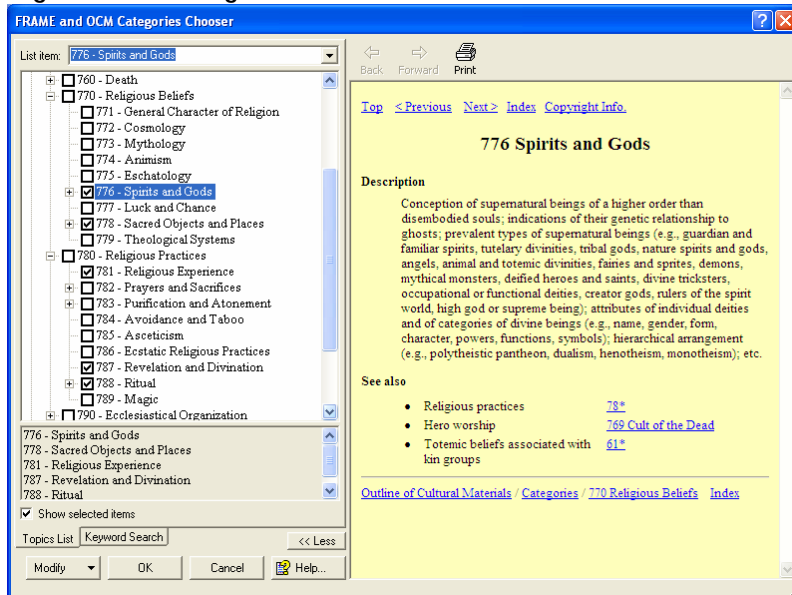 FRAME and OCM Categories Chooser
List item: 776 - Spirits and Gods
760 - Death
770 - Religious Beliefs
771 - General Character of Religion
772 - Cosmology
773 - Mythology
774 - Animism
775 - Eschatology
776 - Spirits and Gods
777 - Luck and Chance
778 - Sacred Objects and Places
779 - Theological Systems
780 - Religious Practices
781 - Religious Experience
782 - Prayers and Sacrifices
783 - Purification and Atonement
784 - Avoidance and Taboo
785 - Asceticism
786 - Ecstatic Religious Practices
787 - Revelation and Divination
788 - Ritual
789 - Magic
790 - Ecclesiastical Organization
776 - Spirits and Gods
778 - Sacred Objects and Places
781 - Religious Experience
787 - Revelation and Divination
788 - Ritual
Show selected items
Topics List Keyword Search << Less
Modify OK Cancel Help...
Back Forward Print
Top < Previous Next > Index Copyright Info.
776 Spirits and Gods
Description
Conception of supernatural beings of a higher order than
disembodied souls; indications of their genetic relationship to
ghosts; prevalent types of supernatural beings (e.g., guardian and
familiar spirits, tutelary divinities, tribal gods, nature spirits and gods,
angels, animal and totemic divinities, fairies and sprites, demons,
mythical monsters, deified heroes and saints, divine tricksters,
occupational or functional deities, creator gods, rulers of the spirit
world, high god or supreme being); attributes of individual deities
and of categories of divine beings (e.g., name, gender, form,
character, powers, functions, symbols); hierarchical arrangement
(e.g., polytheistic pantheon, dualism, henotheism, monotheism); etc.
See also
• Religious practices 78*
• Hero worship 769 Cult of the Dead
• Totemic beliefs associated with 61*
kin groups
Outline of Cultural Materials / Categories / 770 Religious Beliefs Index